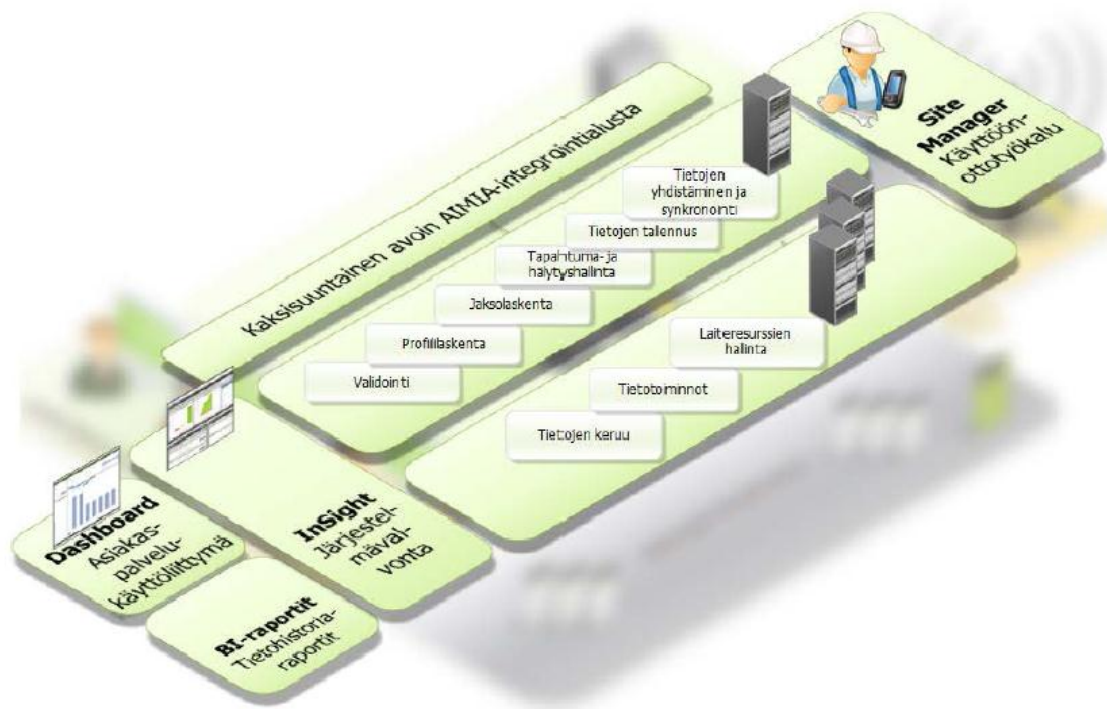 Kaksisuuntainen avoin AIMIA-integrointialusta
Site
Manager
Käyttöön-
ottotyökalu
Tietojen
yhdistäminen ja
synkronointi
Tietojen tallennus
Tapahtuma- ja
hälytyshallinta
Jaksolaskenta
Profiililaskenta
Validointi
Laiteresurssien
hallinta
Tietotoiminnot
Tietojen keruu
Dashboard
Asiakas-
palvelu-
käyttöliittymä
InSight
Järjestel-
mäval-
vonta
BI-raportit
Tietohistoria-
raportit